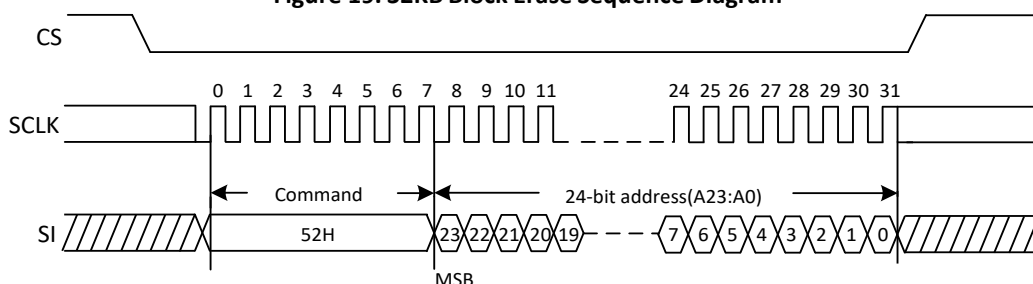 Figure 19. 32KB Block Erase Sequence Diagram
CS
0 1 2 3 4 5 6 7 8 9 10 11 24 25 26 27 28 29 30 31
SCLK
Command 24-bit address(A23:A0)
SI 52H 23 22 21 20 19 7 6 5 4 3 2 1 0
MSB